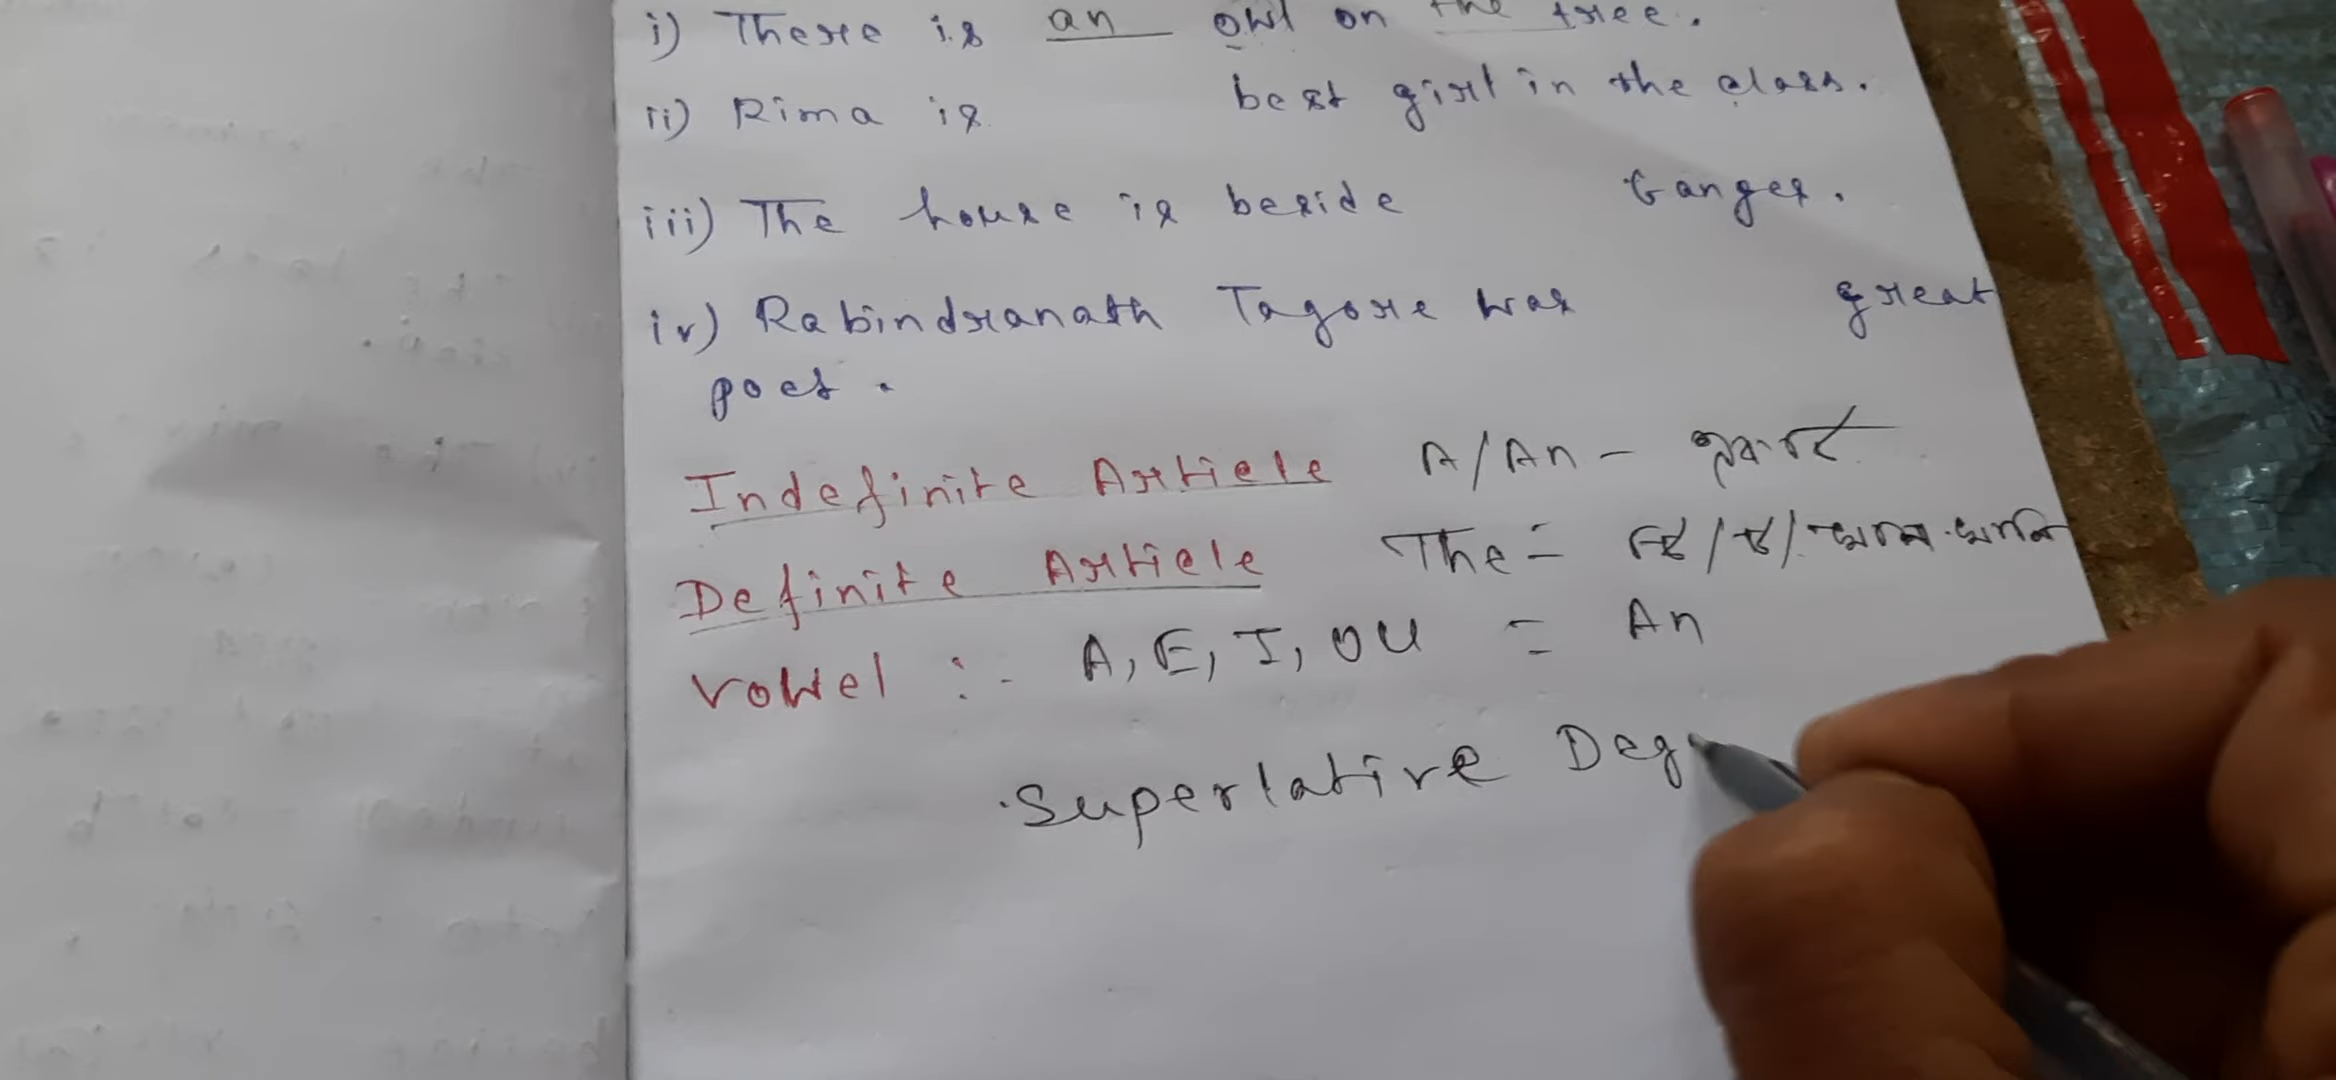 i) There is an owl on the tree.
ii) Rima is best girl in the class.
iii) The house is beside Ganges.
iv) Rabindranath Tagore was great
poet.
Indefinite Article A/An -
Definite Article The =
Vowel :- A, E, I, O U = An
Superlative Deg